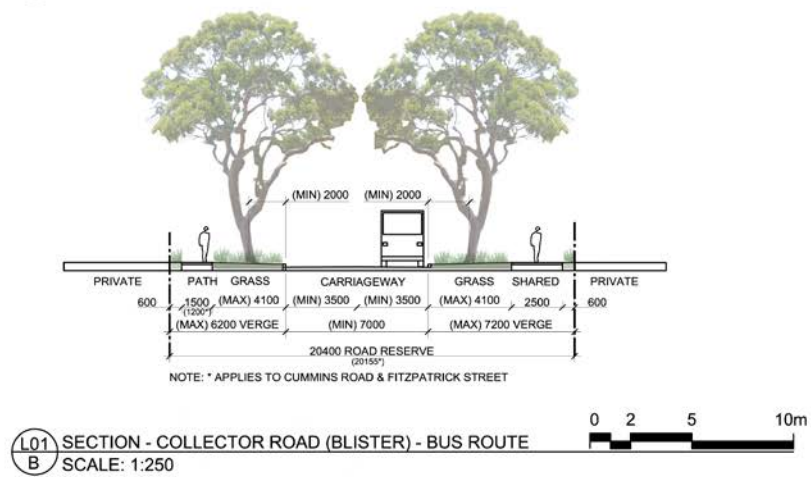 (MIN) 2000 (MIN) 2000
PRIVATE PATH GRASS CARRIAGEWAY GRASS SHARED PRIVATE
600 1500 (MAX) 4100 (MIN) 3500 (MIN) 3500 (MAX) 4100 2500 600
(1200*)
(MAX) 6200 VERGE (MIN) 7000 (MAX) 7200 VERGE
20400 ROAD RESERVE
(20155*)
NOTE: * APPLIES TO CUMMINS ROAD & FITZPATRICK STREET
0 2 5 10m
L01 SECTION - COLLECTOR ROAD (BLISTER) - BUS ROUTE
B SCALE: 1:250